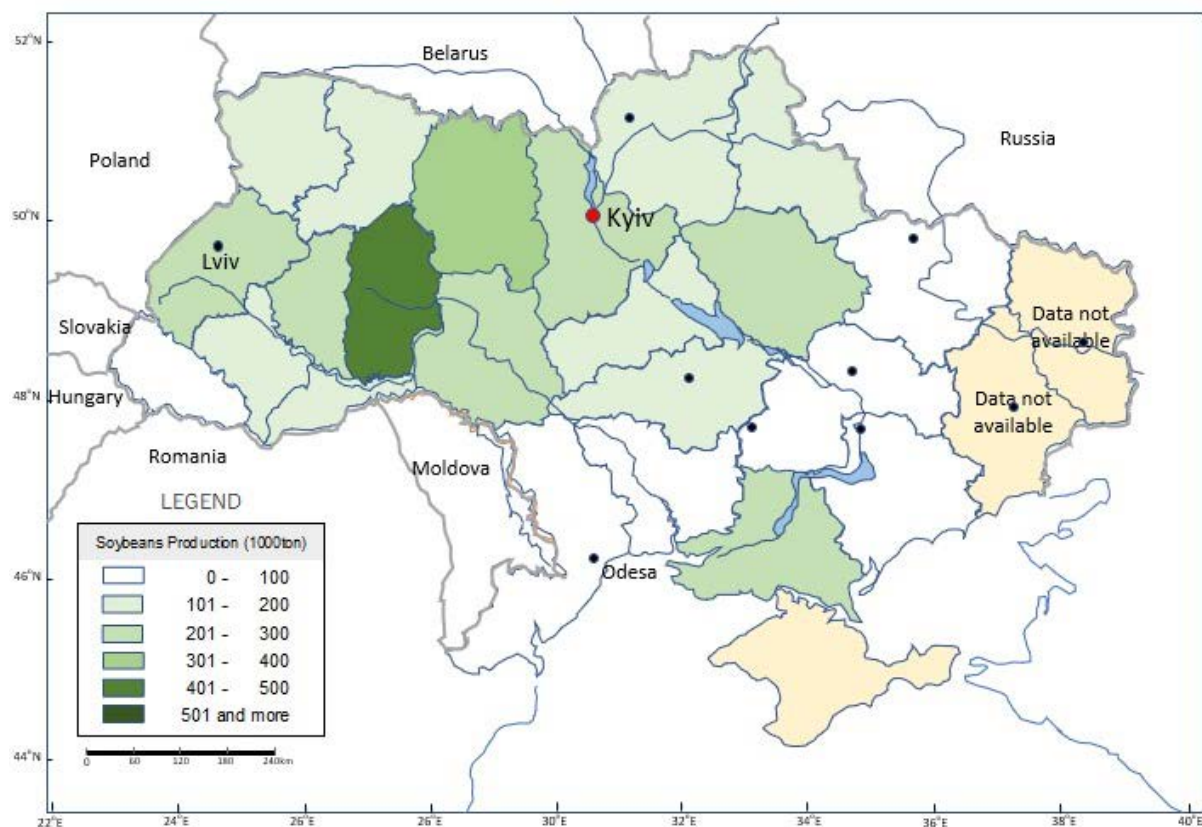 52°N
Belarus
Russia
Poland
50°N
Kyiv
Lviv
Slovakia
Data not
available
48°N
Hungary
Data not
available
Romania
Moldova
LEGEND
Soybeans Production (1000ton)
0 - 100
101 - 200
201 - 300
301 - 400
401 - 500
501 and more
46°N
Odesa
44°N
0 60 120 180 240km
22°E 24°E 26°E 28°E 30°E 32°E 34°E 36°E 38°E 40°E